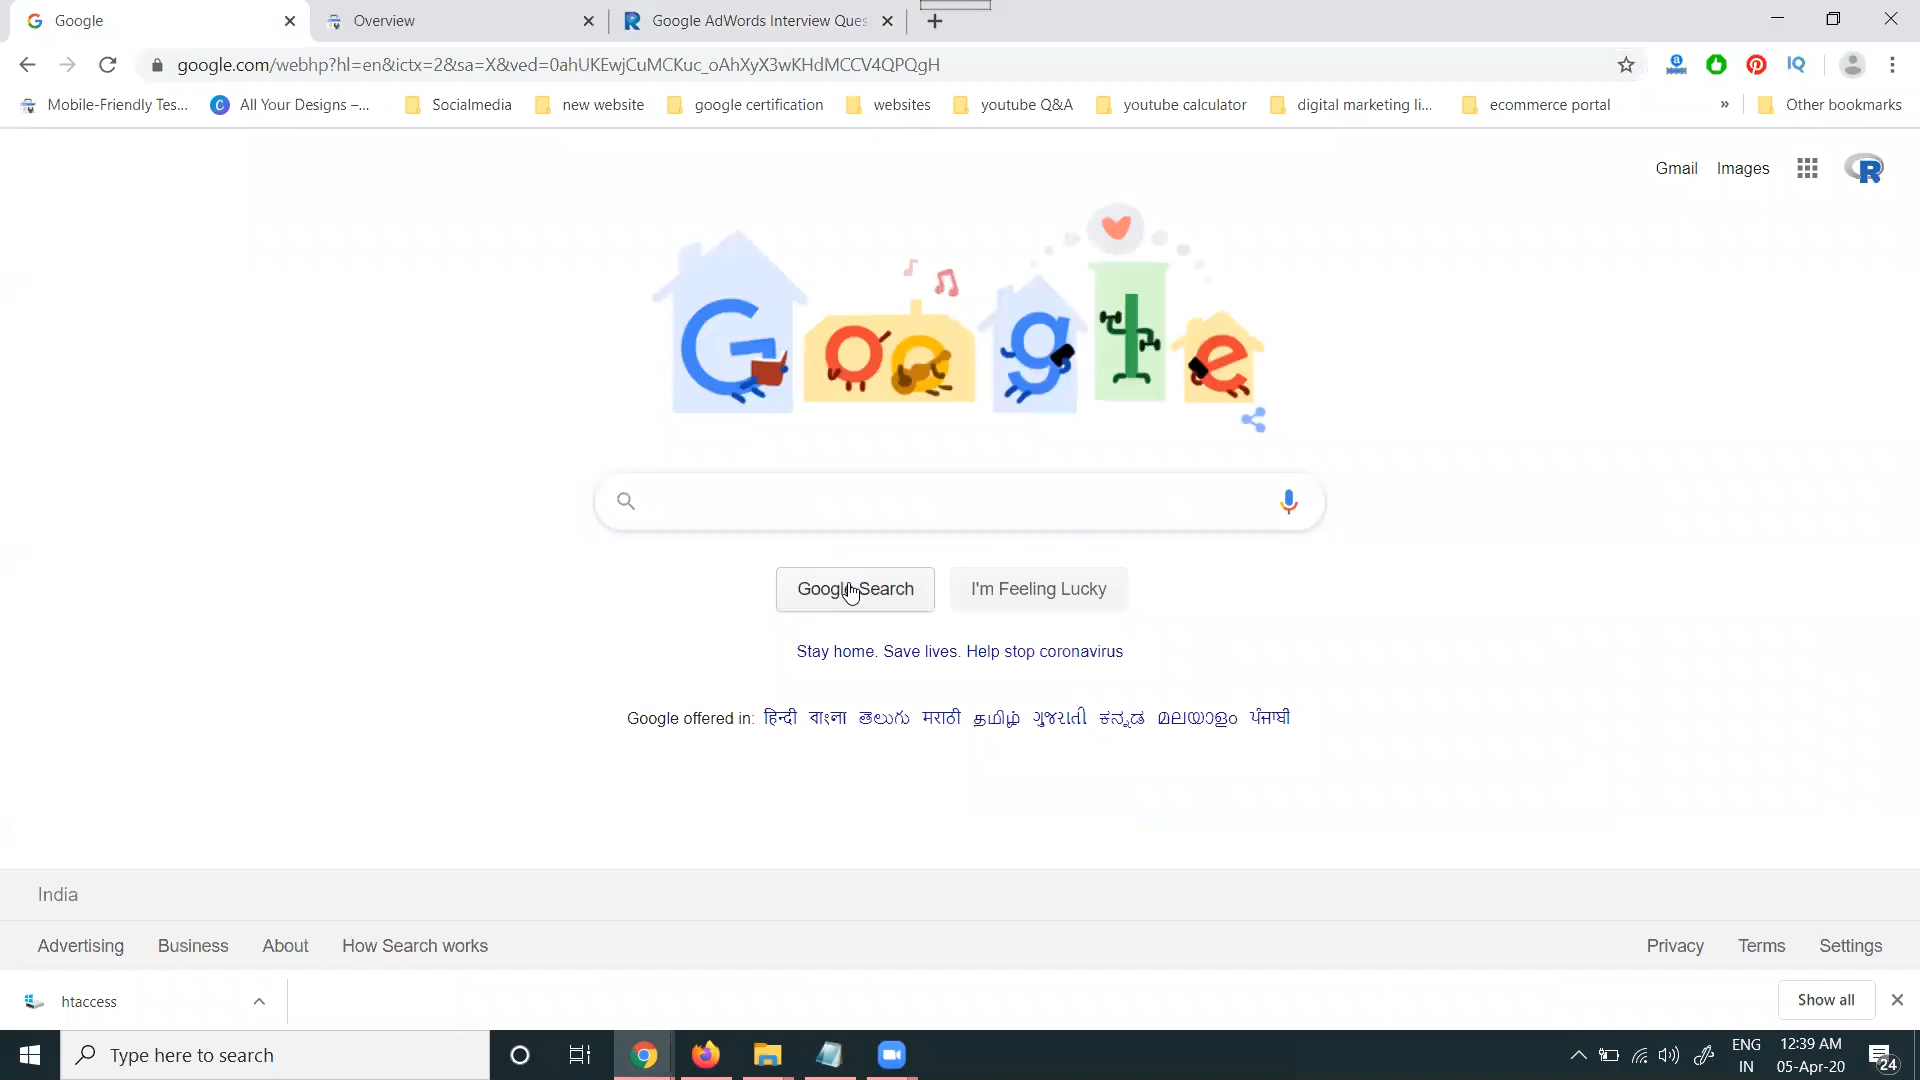 Google
Overview
Google AdWords Interview Ques
google.com/webhp?hl=en&ictx=2&sa=X&ved=0ahUKEwjCuMCKuc_oAhXyX3wKHdMCCV4QPQgH
Mobile-Friendly Tes... All Your Designs –... Socialmedia new website google certification websites youtube Q&A youtube calculator digital marketing li... ecommerce portal » Other bookmarks
Gmail Images
Google
Google Search I'm Feeling Lucky
Stay home. Save lives. Help stop coronavirus
Google offered in: हिन्दी বাংলা తెలుగు मराठी தமிழ் ગુજરાતી ಕನ್ನಡ മലയാളം ਪੰਜਾਬੀ
India
Advertising Business About How Search works Privacy Terms Settings
htaccess Show all
Type here to search
ENG 12:39 AM
IN 05-Apr-20 24